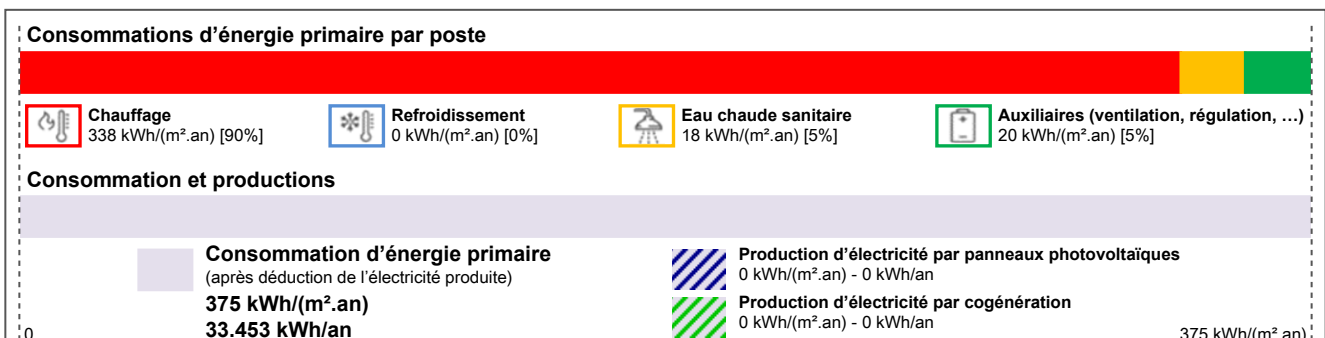 Consommations d'énergie primaire par poste
Chauffage
338 kWh/(m².an) [90%]
Refroidissement
0 kWh/(m².an) [0%]
Eau chaude sanitaire
18 kWh/(m².an) [5%]
Auxiliaires (ventilation, régulation, …)
20 kWh/(m².an) [5%]
Consommation et productions
Consommation d'énergie primaire
(après déduction de l'électricité produite)
375 kWh/(m².an)
33.453 kWh/an
Production d'électricité par panneaux photovoltaïques
0 kWh/(m².an) - 0 kWh/an
Production d'électricité par cogénération
0 kWh/(m².an) - 0 kWh/an
0
375 kWh/(m².an)